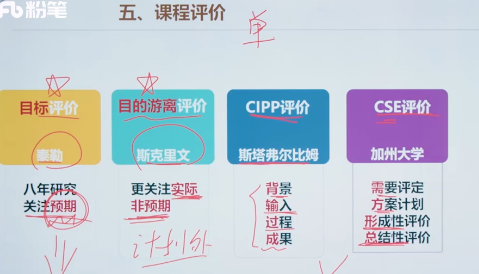 粉笔
五、课程评价
单
目标评价
泰勒
八年研究
关注预期
目的游离评价
斯克里文
更关注实际
非预期
计划外
CIPP评价
斯塔弗尔比姆
背景
输入
过程
成果
CSE评价
加州大学
需要评定
方案计划
形成性评价
总结性评价